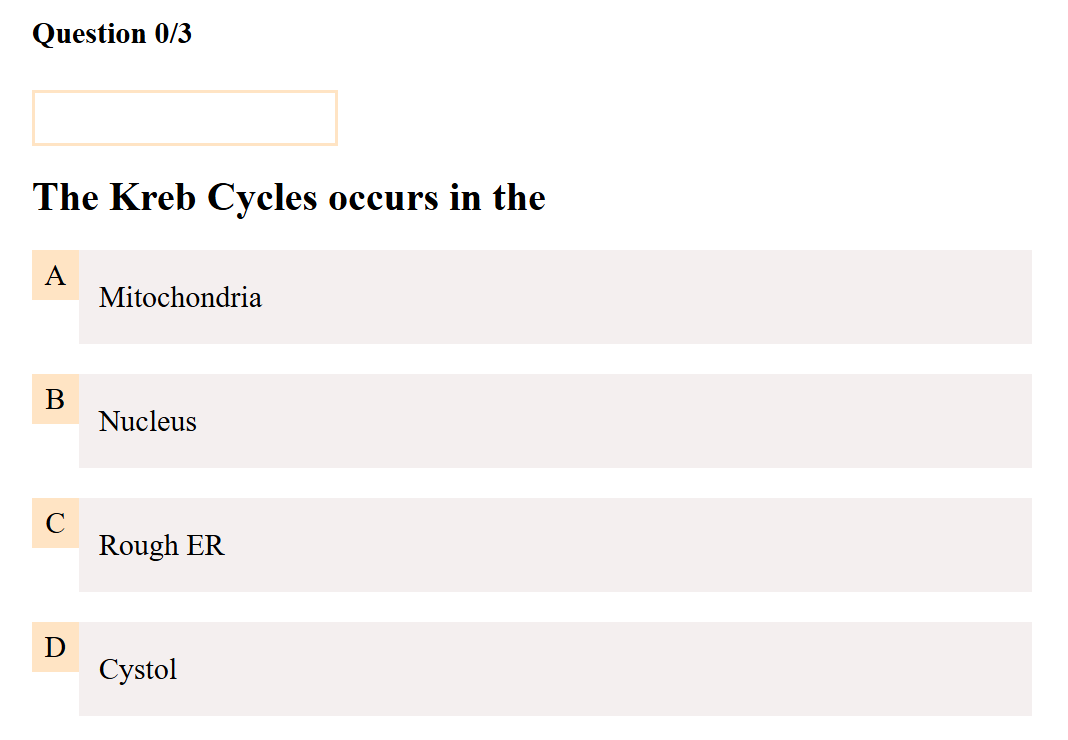 Question 0/3
The Kreb Cycles occurs in the
A
Mitochondria
B
Nucleus
C
Rough ER
D
Cystol